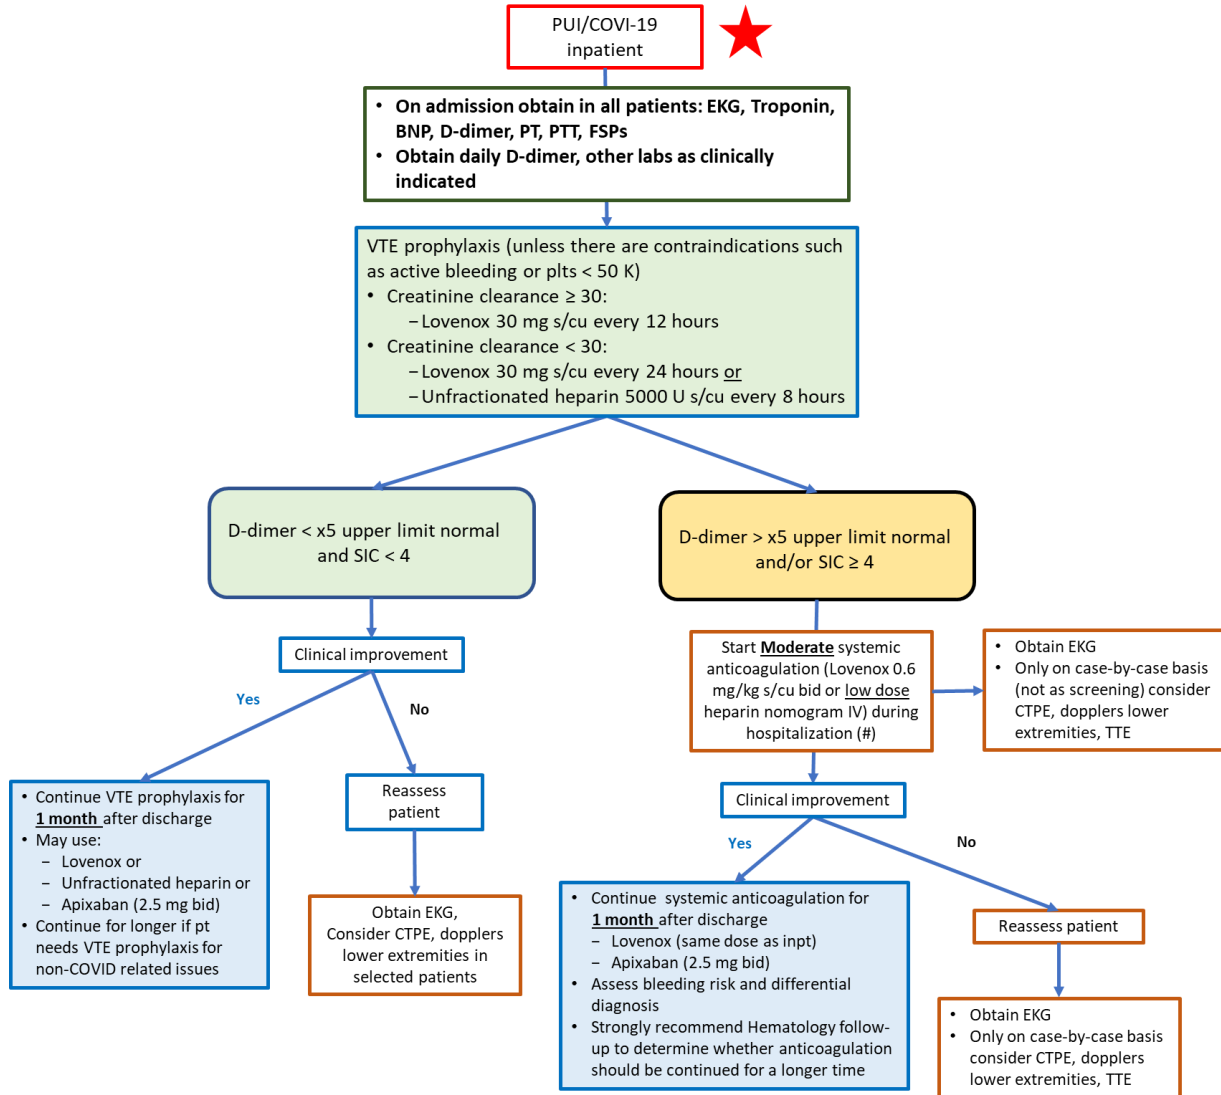 PUI/COVI-19
inpatient
• On admission obtain in all patients: EKG, Troponin,
BNP, D-dimer, PT, PTT, FSPs
• Obtain daily D-dimer, other labs as clinically
indicated
VTE prophylaxis (unless there are contraindications such
as active bleeding or plts < 50 K)
• Creatinine clearance ≥ 30:
– Lovenox 30 mg s/cu every 12 hours
• Creatinine clearance < 30:
– Lovenox 30 mg s/cu every 24 hours or
– Unfractionated heparin 5000 U s/cu every 8 hours
D-dimer < x5 upper limit normal
and SIC < 4
D-dimer > x5 upper limit normal
and/or SIC ≥ 4
Clinical improvement
Yes
No
• Continue VTE prophylaxis for
1 month after discharge
• May use:
– Lovenox or
– Unfractionated heparin or
– Apixaban (2.5 mg bid)
• Continue for longer if pt
needs VTE prophylaxis for
non-COVID related issues
Reassess
patient
Obtain EKG,
Consider CTPE, dopplers
lower extremities in
selected patients
Start Moderate systemic
anticoagulation (Lovenox 0.6
mg/kg s/cu bid or low dose
heparin nomogram IV) during
hospitalization (#)
• Obtain EKG
• Only on case-by-case basis
(not as screening) consider
CTPE, dopplers lower
extremities, TTE
Clinical improvement
Yes
No
• Continue systemic anticoagulation for
1 month after discharge
– Lovenox (same dose as inpt)
– Apixaban (2.5 mg bid)
• Assess bleeding risk and differential
diagnosis
• Strongly recommend Hematology follow-
up to determine whether anticoagulation
should be continued for a longer time
Reassess patient
• Obtain EKG
• Only on case-by-case basis
consider CTPE, dopplers
lower extremities, TTE